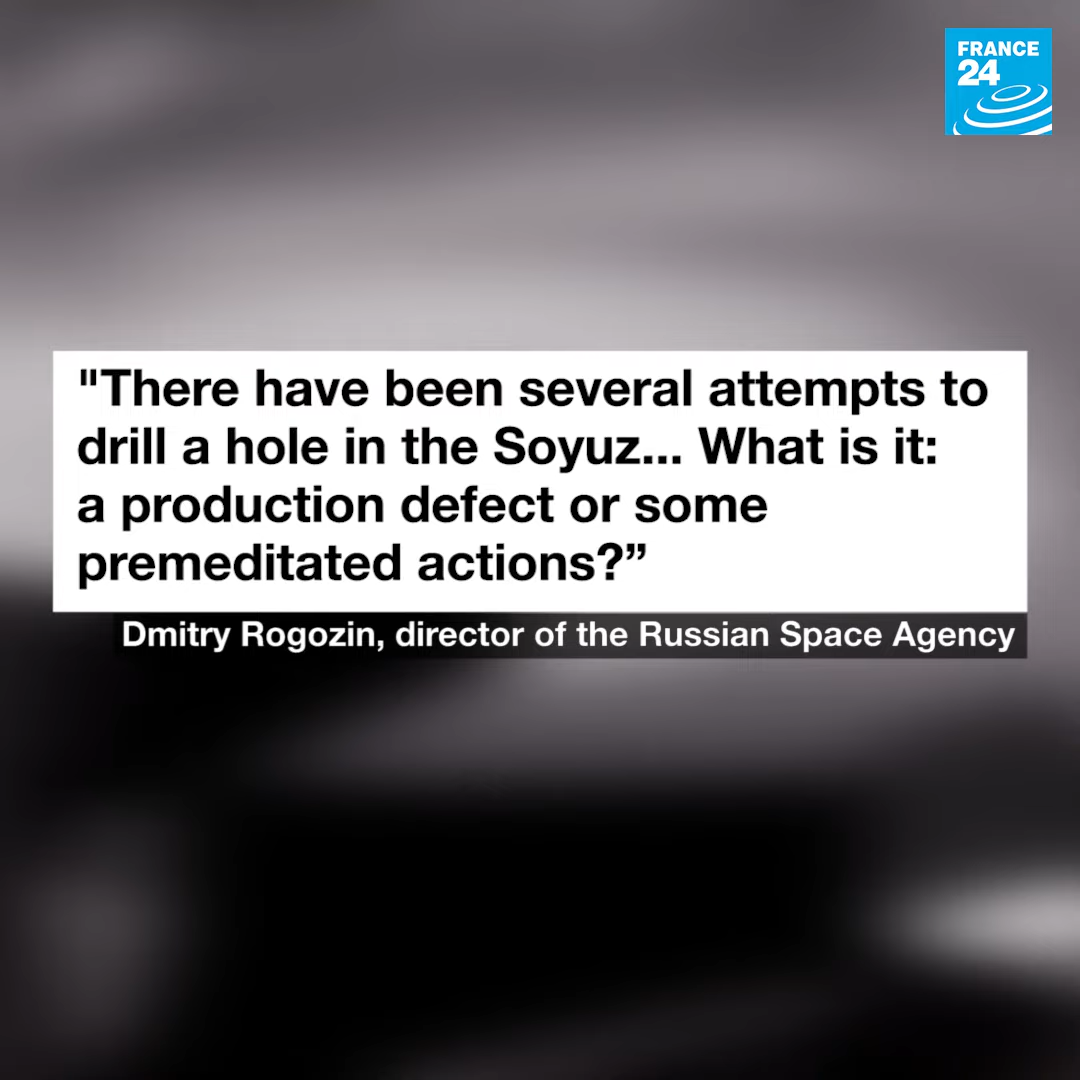 FRANCE
24
"There have been several attempts to
drill a hole in the Soyuz... What is it:
a production defect or some
premeditated actions?”
Dmitry Rogozin, director of the Russian Space Agency